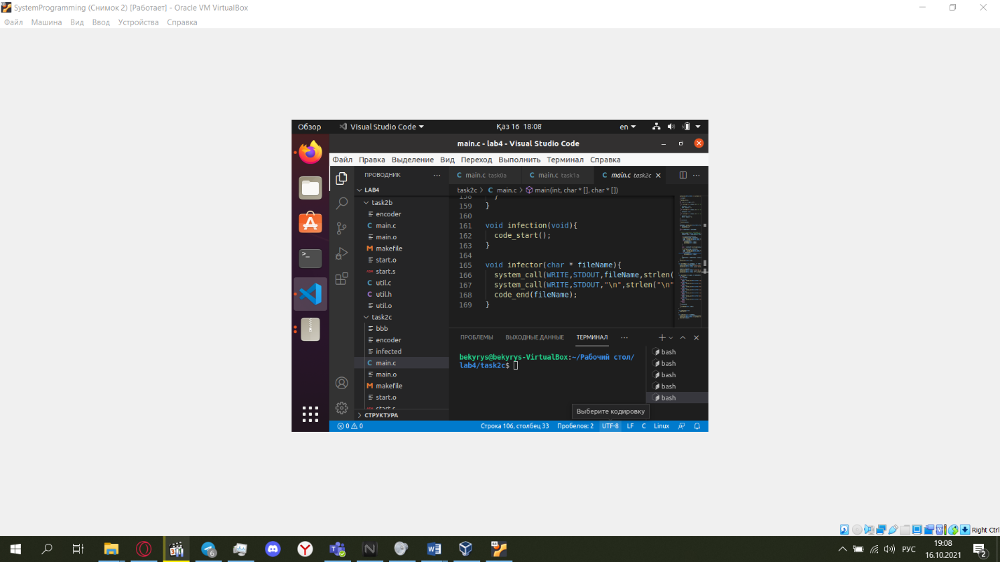 SystemProgramming (Снимок 2) [Работает] - Oracle VM VirtualBox
Файл Машина Вид Ввод Устройства Справка
Обзор Visual Studio Code Қаз 16 18:08 en
main.c - lab4 - Visual Studio Code
Файл Правка Выделение Вид Переход Выполнить Терминал Справка
ПРОВОДНИК ··· C main.c task0a C main.c task1a C main.c task2c
LAB4
task2c > C main.c > main(int, char * [], char * [])
task2b
encoder
C main.c
main.o
M makefile
start.o
start.s
C util.c
C util.h
util.o
task2c
bbb
encoder
infected
C main.c
main.o
M makefile
start.o
СТРУКТУРА
158 }
159 }
160
161 void infection(void){
162 code_start();
163 }
164
165 void infector(char * fileName){
166 system_call(WRITE,STDOUT,fileName,strlen(
167 system_call(WRITE,STDOUT,"\n",strlen("\n"
168 code_end(fileName);
169 }
ПРОБЛЕМЫ ВЫХОДНЫЕ ДАННЫЕ ТЕРМИНАЛ ···
bekyrys@bekyrys-VirtualBox:~/Рабочий стол/
lab4/task2c$
bash
bash
bash
bash
bash
Выберите кодировку
0 0 Строка 106, столбец 33 Пробелов: 2 UTF-8 LF C Linux
Right Ctrl
6 РУС 19:08
16.10.2021 2